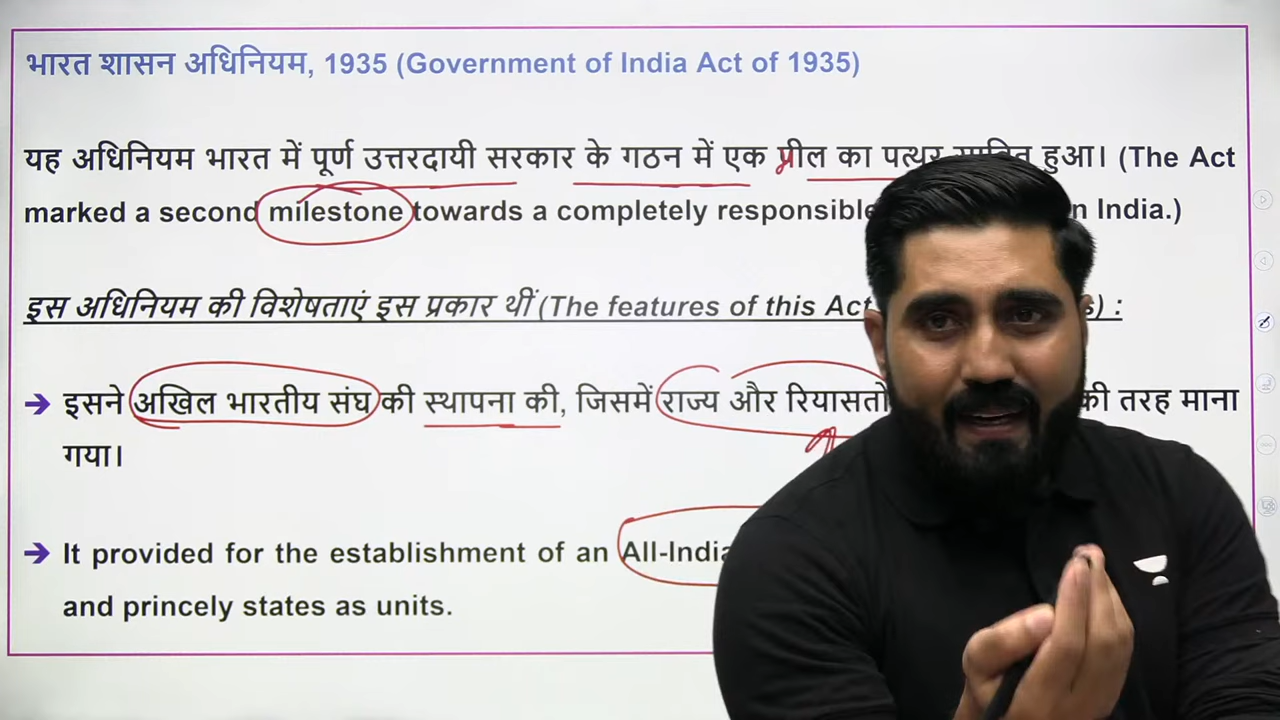 भारत शासन अधिनियम, 1935 (Government of India Act of 1935)
यह अधिनियम भारत में पूर्ण उत्तरदायी सरकार के गठन में एक मील का पत्थर साबित हुआ। (The Act
marked a second milestone towards a completely responsible n India.)
इस अधिनियम की विशेषताएं इस प्रकार थीं (The features of this Act s) :
➔ इसने अखिल भारतीय संघ की स्थापना की, जिसमें राज्य और रियासतों की तरह माना
गया।
➔ It provided for the establishment of an All-India
and princely states as units.